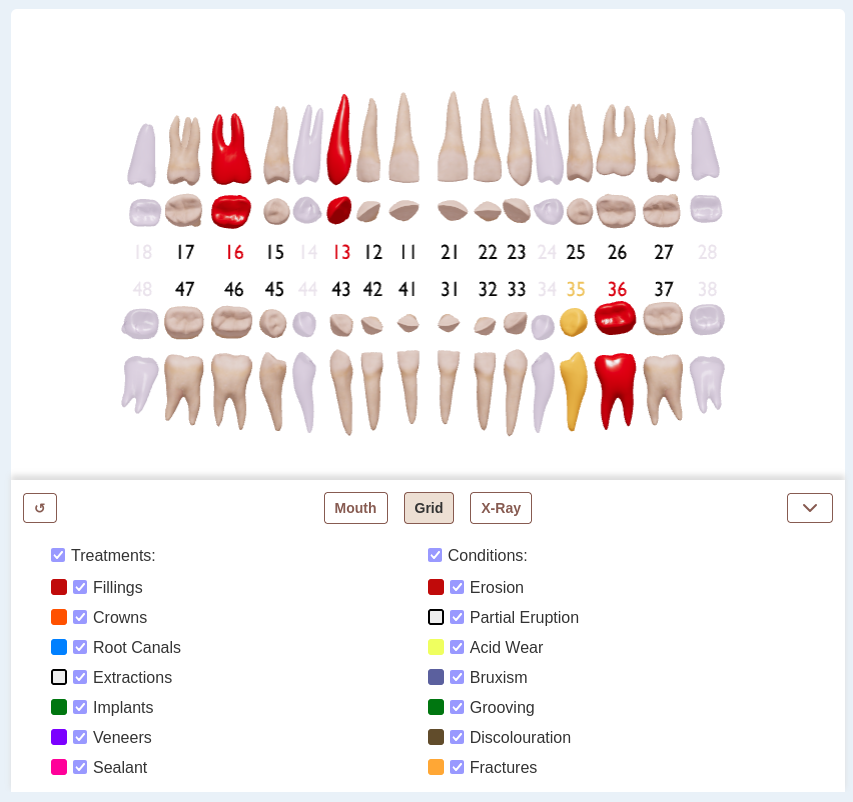 18 17 16 15 14 13 12 11 21 22 23 24 25 26 27 28
48 47 46 45 44 43 42 41 31 32 33 34 35 36 37 38
↺ Mouth Grid X-Ray
Treatments: Conditions:
Fillings Erosion
Crowns Partial Eruption
Root Canals Acid Wear
Extractions Bruxism
Implants Grooving
Veneers Discolouration
Sealant Fractures